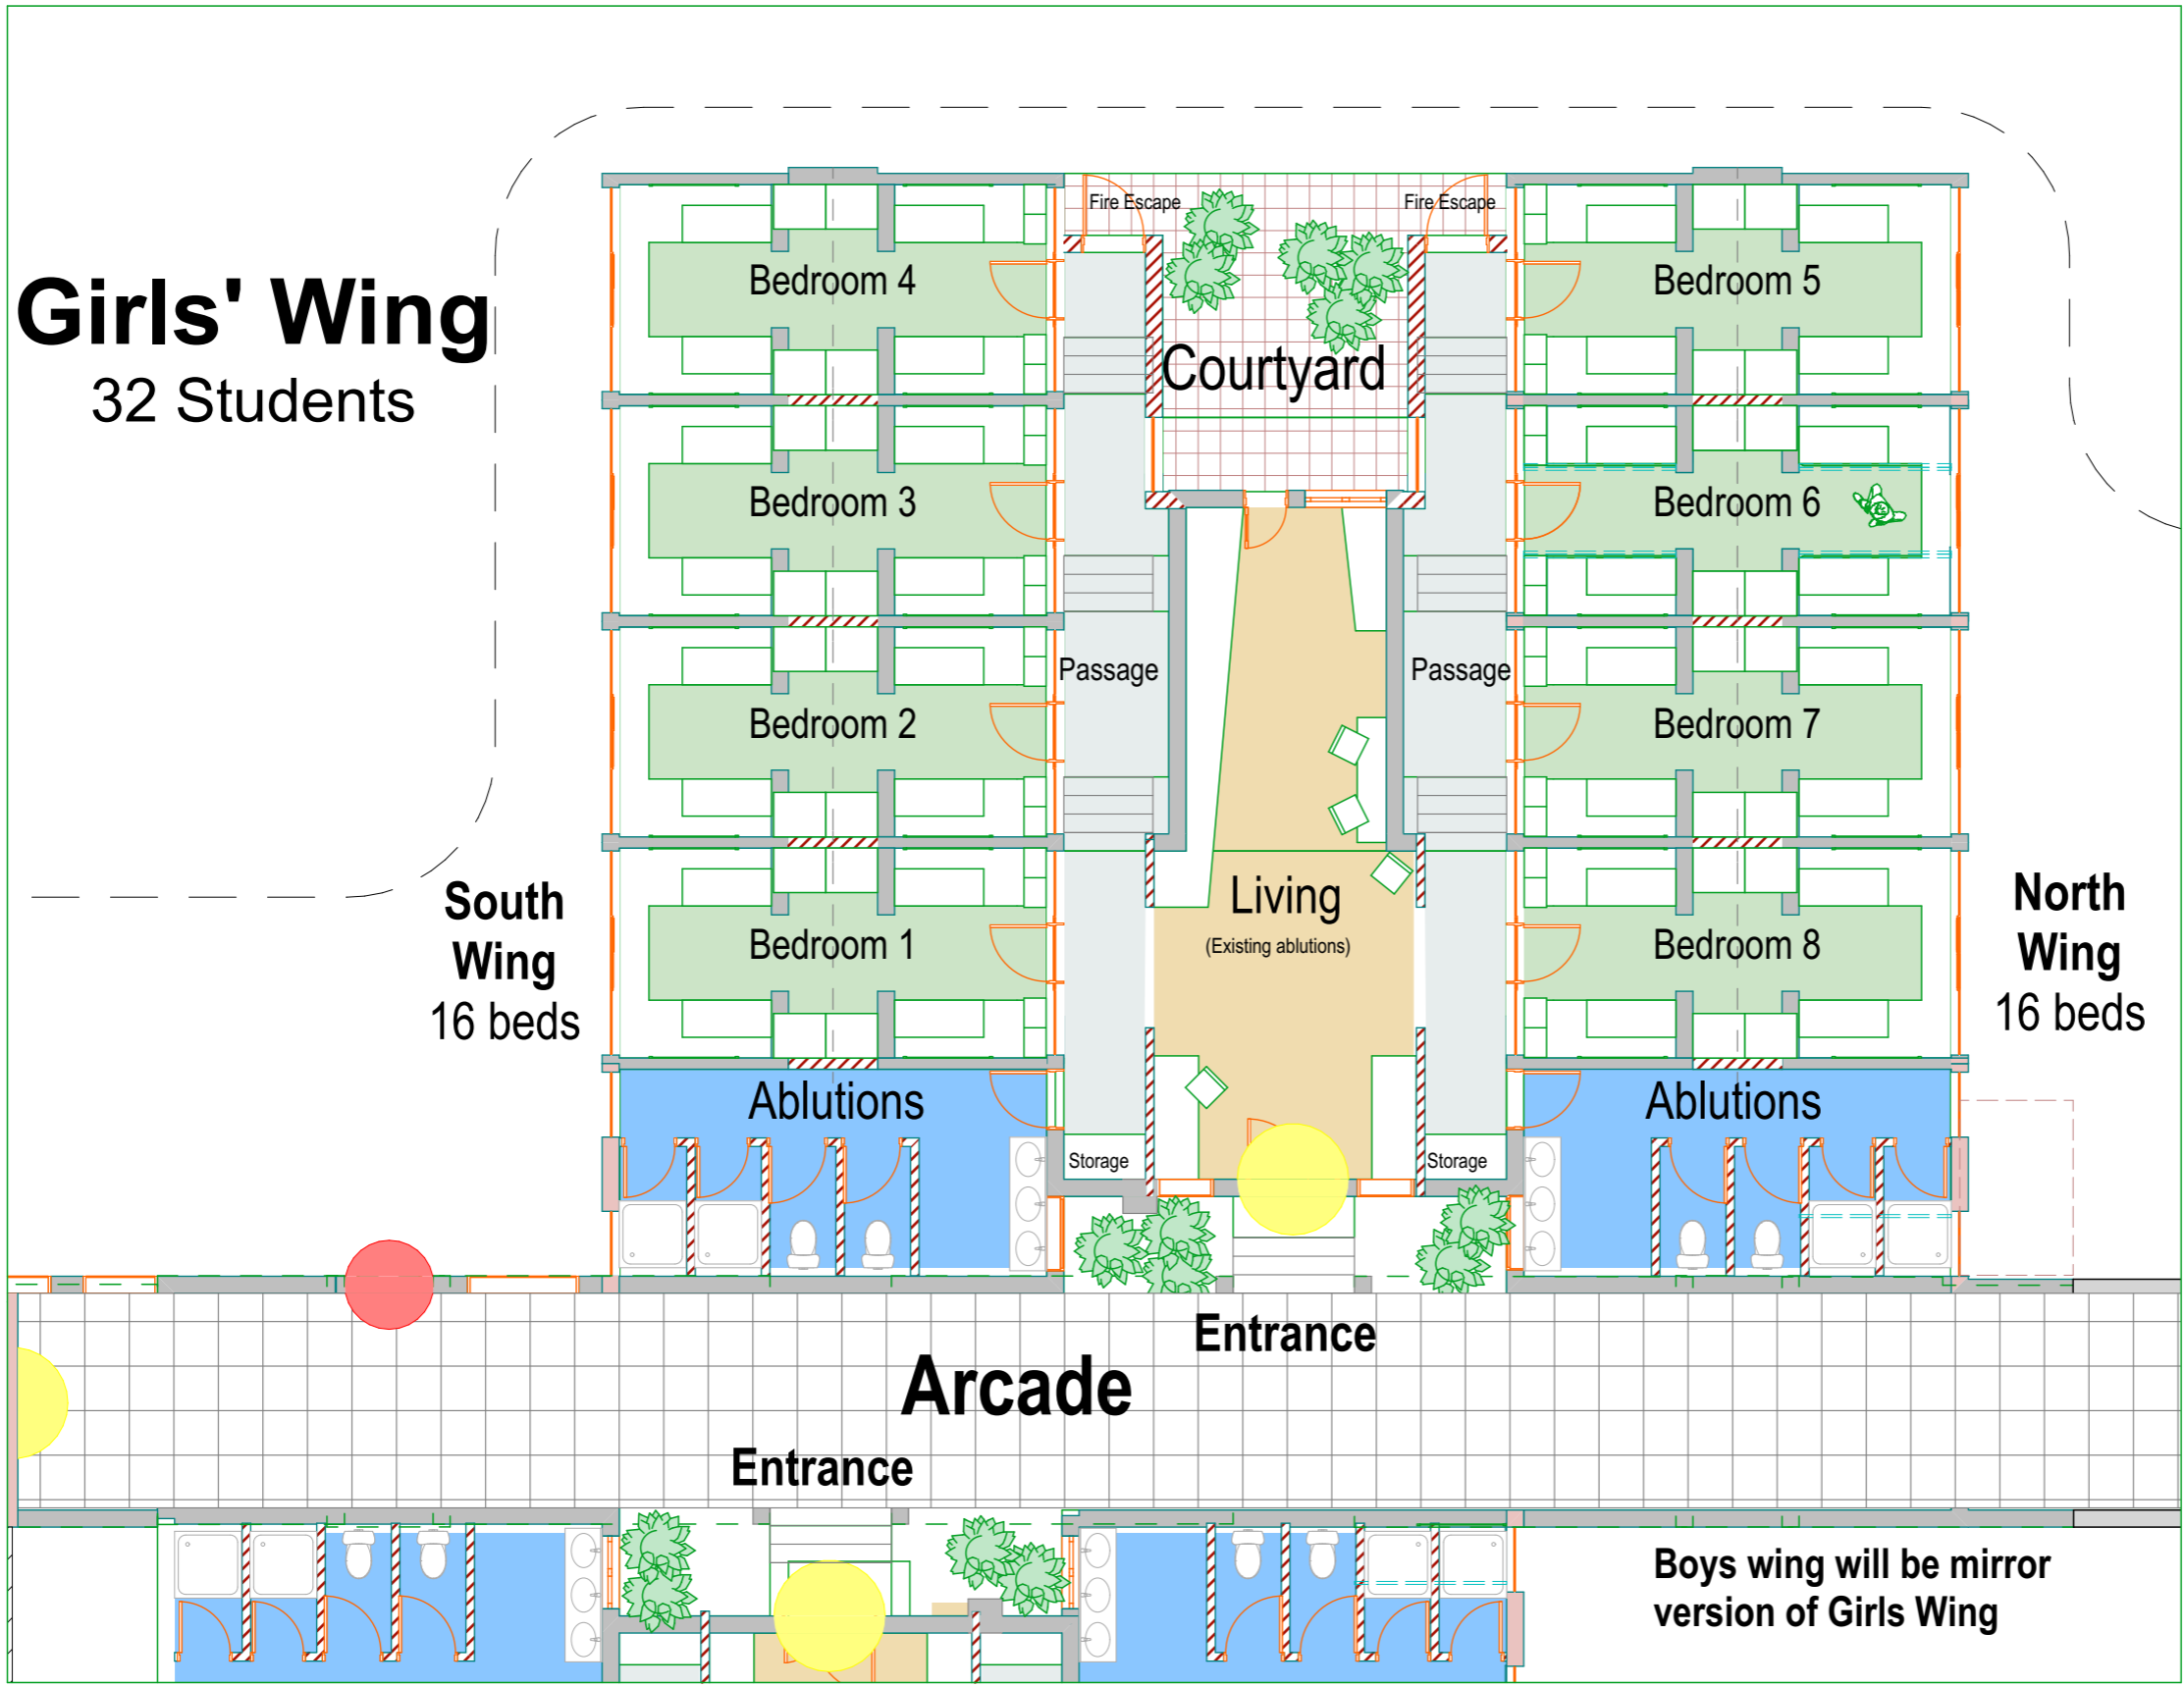 Fire Escape
Fire Escape
Girls' Wing
32 Students
Bedroom 4
Bedroom 5
Courtyard
Bedroom 3
Bedroom 6
Passage
Passage
Bedroom 2
Bedroom 7
South
Wing
16 beds
Bedroom 1
Living
(Existing ablutions)
Bedroom 8
North
Wing
16 beds
Ablutions
Ablutions
Storage
Storage
Entrance
Arcade
Entrance
Boys wing will be mirror
version of Girls Wing